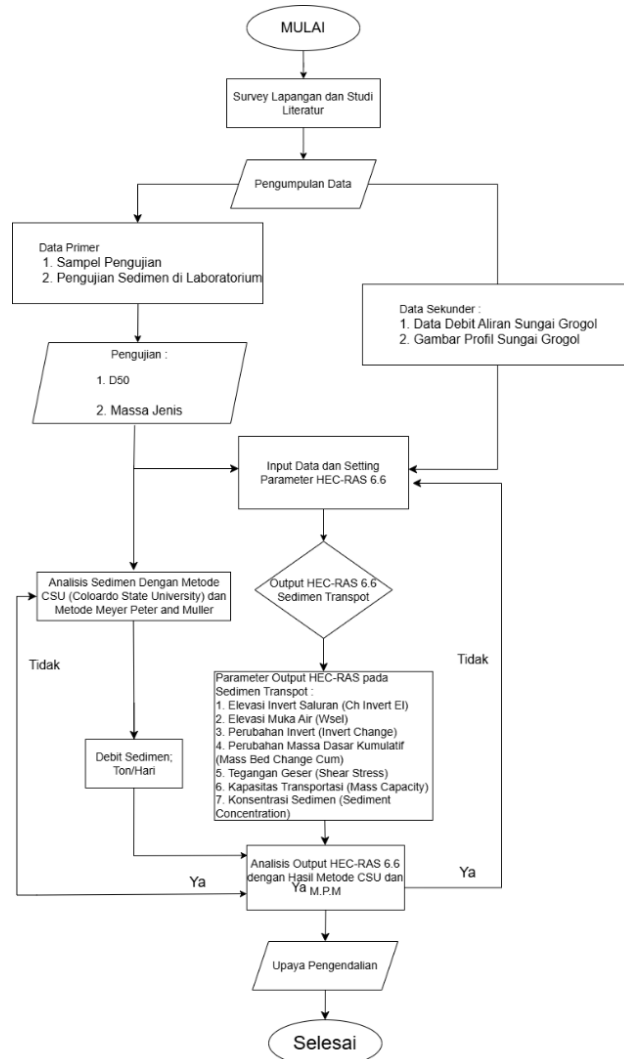 MULAI
Survey Lapangan dan Studi
Literatur
Pengumpulan Data
Data Primer
1. Sampel Pengujian
2. Pengujian Sedimen di Laboratorium
Data Sekunder :
1. Data Debit Aliran Sungai Grogol
2. Gambar Profil Sungai Grogol
Pengujian :
1. D50
2. Massa Jenis
Input Data dan Setting
Parameter HEC-RAS 6.6
Analisis Sedimen Dengan Metode
CSU (Coloardo State University) dan
Metode Meyer Peter and Muller
Output HEC-RAS 6.6
Sedimen Transpot
Tidak
Tidak
Parameter Output HEC-RAS pada
Sedimen Transpot :
1. Elevasi Invert Saluran (Ch Invert El)
2. Elevasi Muka Air (Wsel)
3. Perubahan Invert (Invert Change)
4. Perubahan Massa Dasar Kumulatif
(Mass Bed Change Cum)
5. Tegangan Geser (Shear Stress)
6. Kapasitas Transportasi (Mass Capacity)
7. Konsentrasi Sedimen (Sediment
Concentration)
Debit Sedimen;
Ton/Hari
Analisis Output HEC-RAS 6.6
dengan Hasil Metode CSU dan
M.P.M
Ya
Ya
Ya
Upaya Pengendalian
Selesai